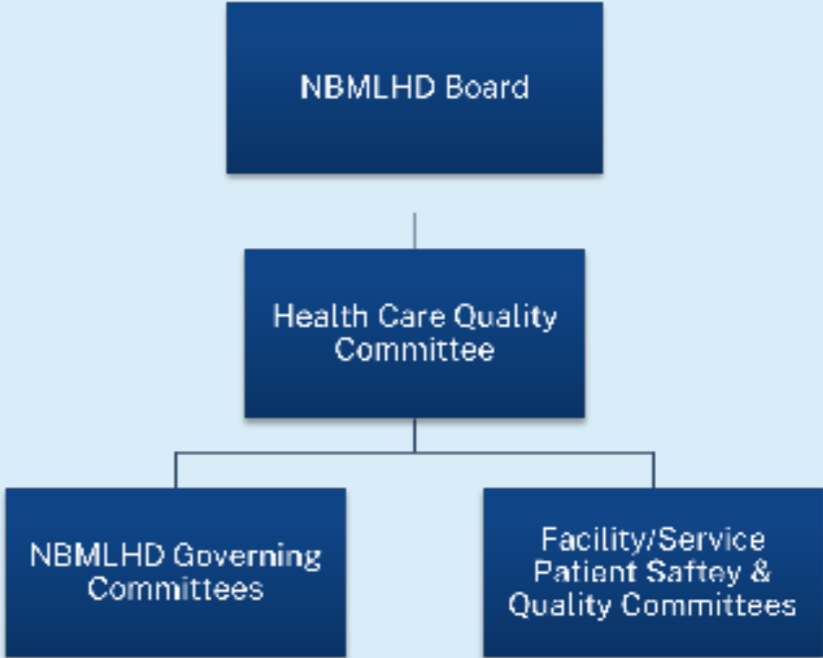 NBMLHD Board
Health Care Quality
Committee
NBMLHD Governing
Committees
Facility/Service
Patient Saftey &
Quality Committees